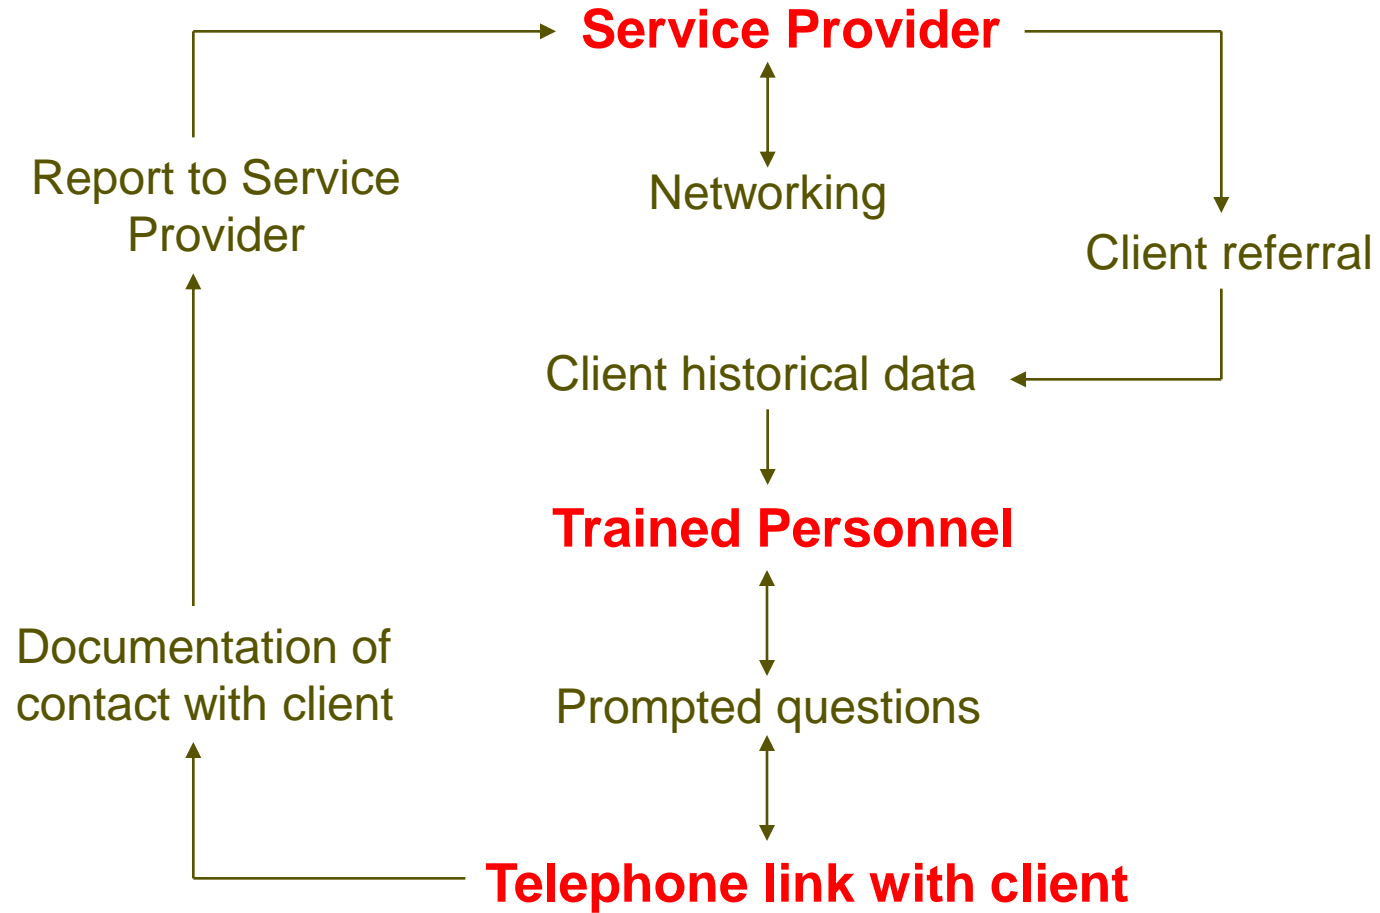 Service Provider
Report to Service
Provider
Networking
Client referral
Client historical data
Trained Personnel
Documentation of
contact with client
Prompted questions
Telephone link with client